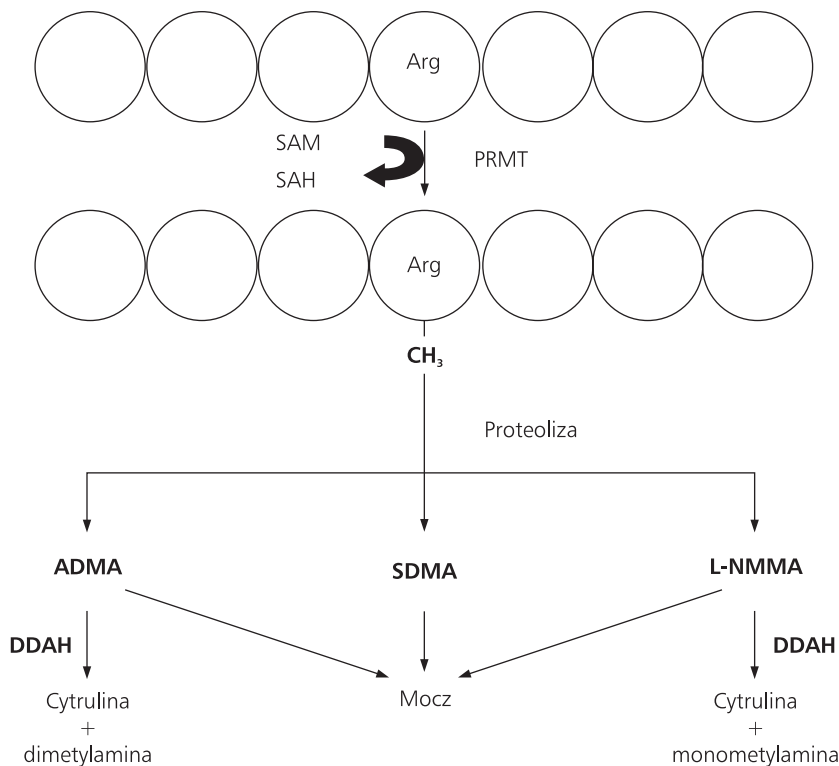 Arg
SAM
SAH
PRMT
Arg
CH₃
Proteoliza
ADMA
SDMA
L-NMMA
DDAH
DDAH
Cytrulina
+
dimetylamina
Mocz
Cytrulina
+
monometylamina